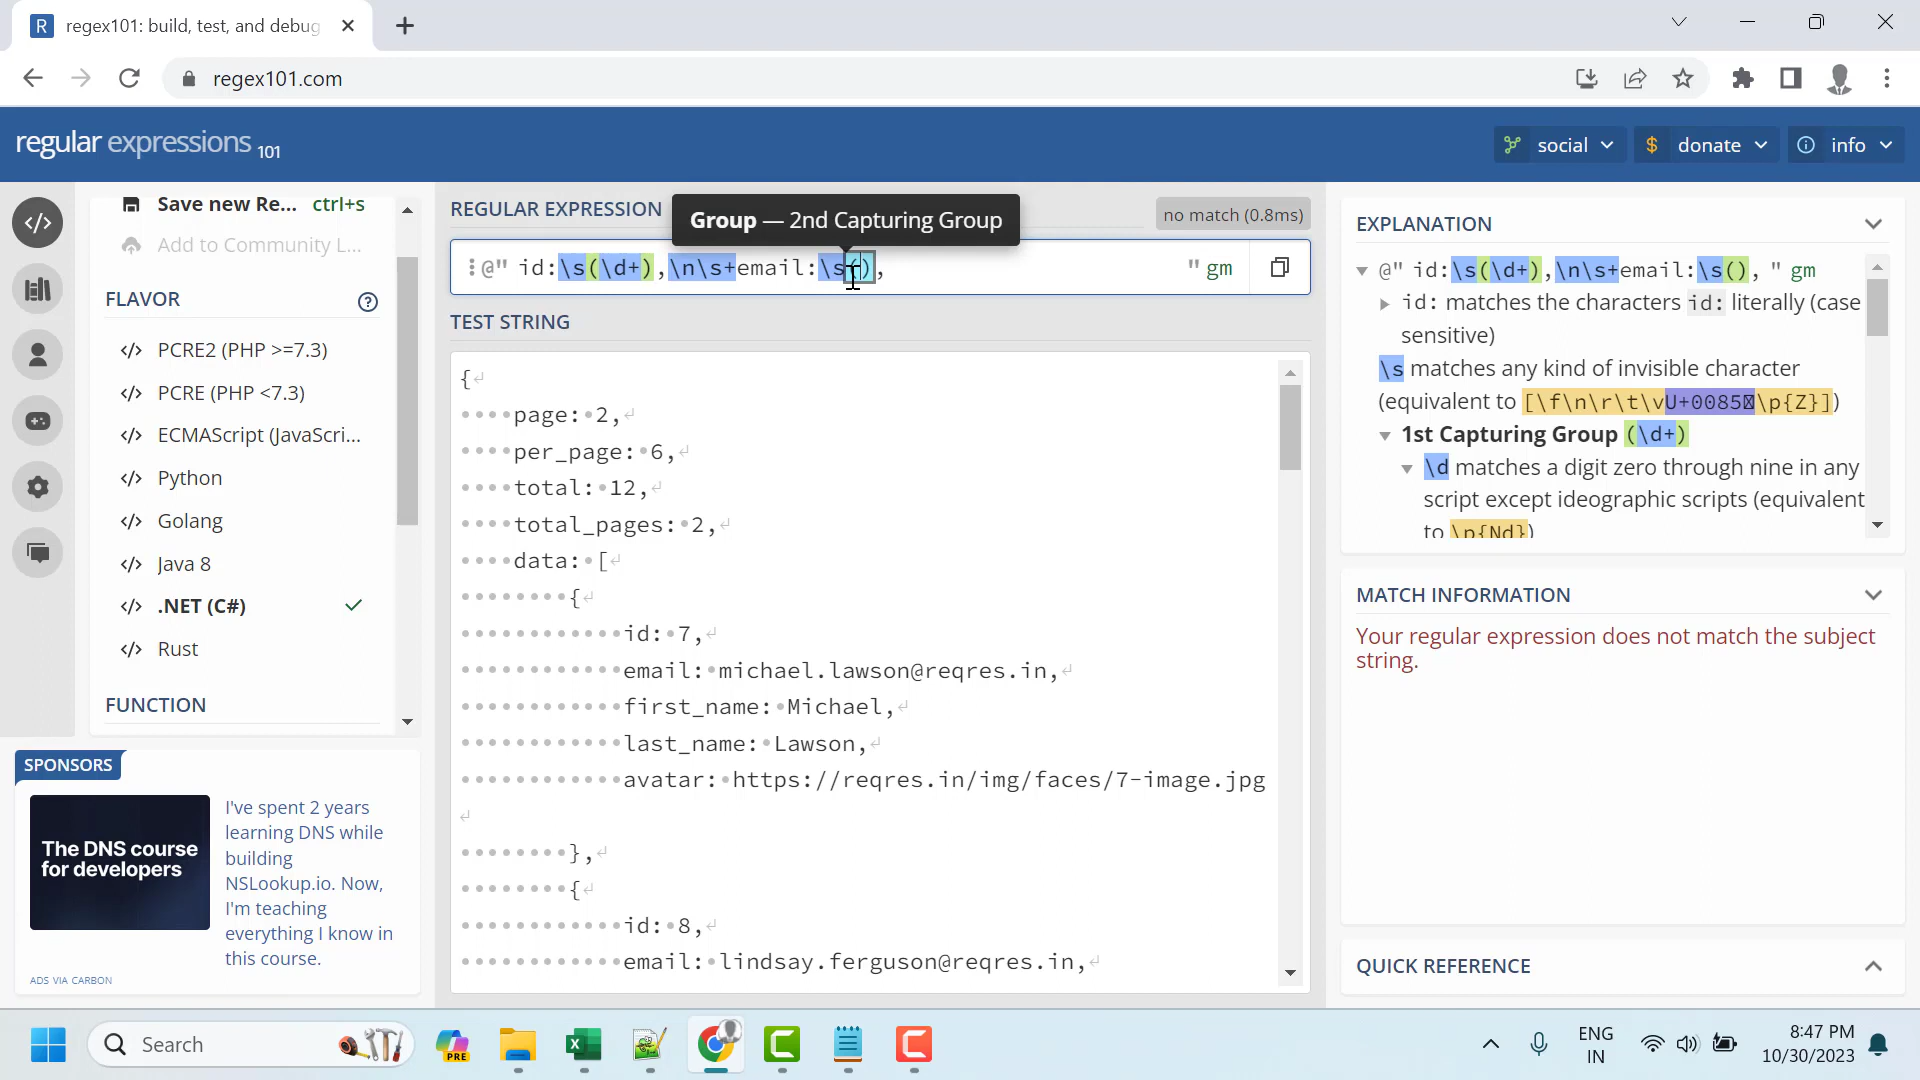 regex101: build, test, and debug
regex101.com
regular expressions 101
social
donate
info
Save new Re... ctrl+s
Add to Community L...
FLAVOR
PCRE2 (PHP >=7.3)
PCRE (PHP <7.3)
ECMAScript (JavaScri...
Python
Golang
Java 8
.NET (C#)
Rust
FUNCTION
SPONSORS
The DNS course
for developers
I've spent 2 years
learning DNS while
building
NSLookup.io. Now,
I'm teaching
everything I know in
this course.
ADS VIA CARBON
REGULAR EXPRESSION
Group — 2nd Capturing Group
no match (0.8ms)
@" id:\s(\d+),\n\s+email:\s(), " gm
TEST STRING
{
page: 2,
per_page: 6,
total: 12,
total_pages: 2,
data: [
{
id: 7,
email: michael.lawson@reqres.in,
first_name: Michael,
last_name: Lawson,
avatar: https://reqres.in/img/faces/7-image.jpg
},
{
id: 8,
email: lindsay.ferguson@reqres.in,
EXPLANATION
@" id:\s(\d+),\n\s+email:\s(), " gm
id: matches the characters id: literally (case
sensitive)
\s matches any kind of invisible character
(equivalent to [\f\n\r\t\vU+0085\p{Z}])
1st Capturing Group (\d+)
\d matches a digit zero through nine in any
script except ideographic scripts (equivalent
to \p{Nd})
MATCH INFORMATION
Your regular expression does not match the subject
string.
QUICK REFERENCE
Search
PRE
ENG
IN
8:47 PM
10/30/2023